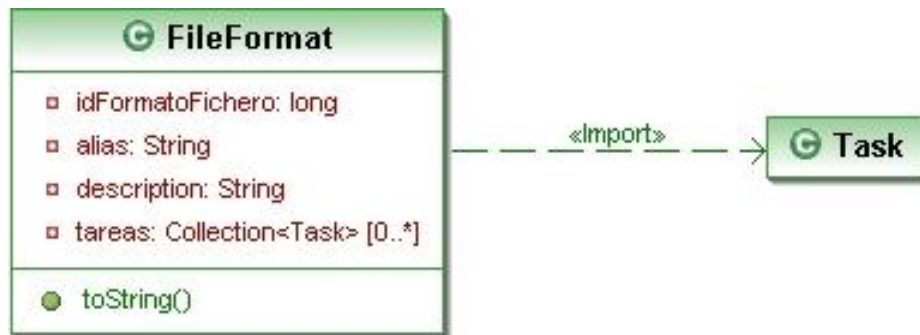 FileFormat
idFormatoFichero: long
alias: String
description: String
tareas: Collection<Task> [0..*]
toString()
«Import»
Task